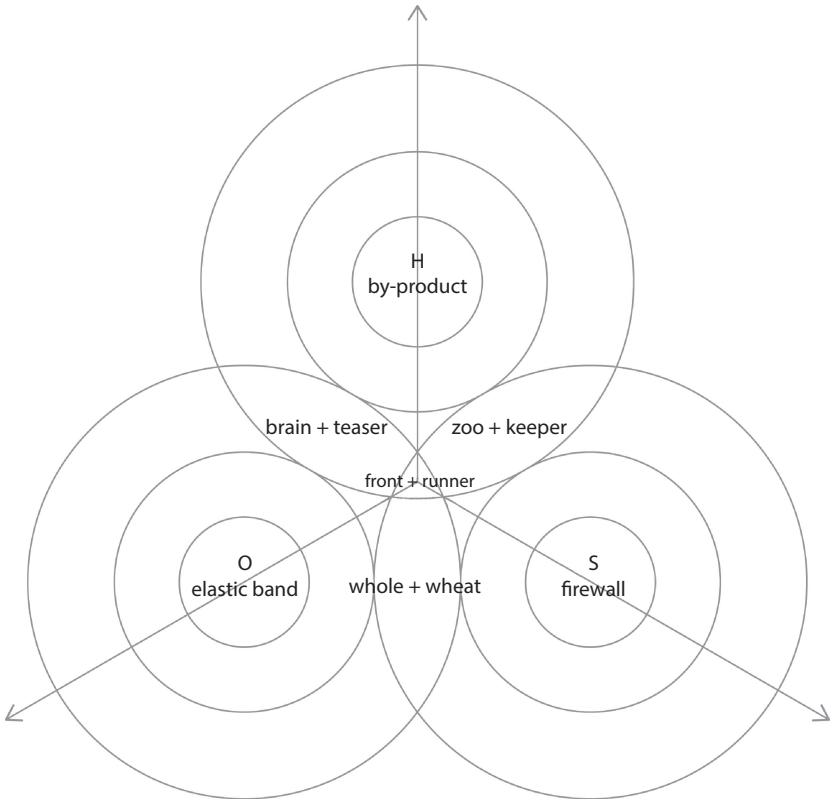 H
by-product
brain + teaser
zoo + keeper
front + runner
O
elastic band
whole + wheat
S
firewall